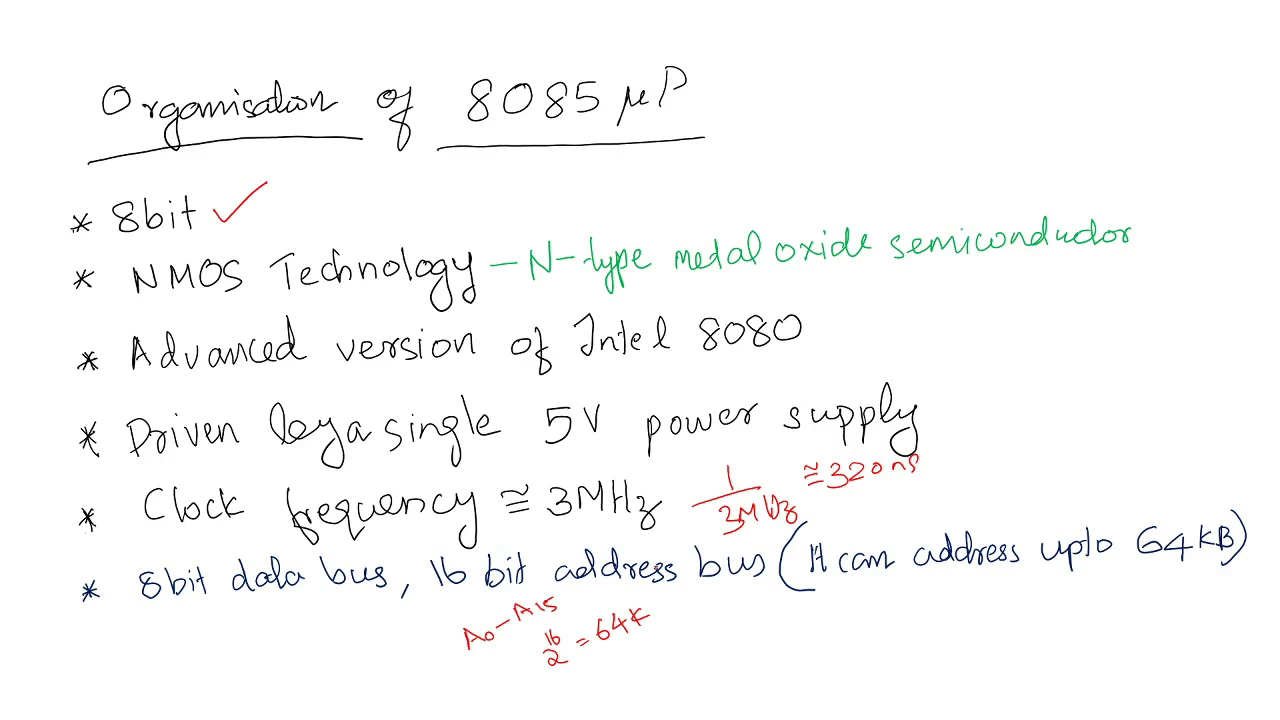 Organisation of 8085 μP
* 8bit ✓
* NMOS Technology – N-type metal oxide semiconductor
* Advanced version of Intel 8080
* Driven by a single 5V power supply
* Clock frequency ≅ 3MHz 1/3MHz ≅ 320ns
* 8bit data bus, 16 bit address bus (It can address upto 64KB)
A0 – A15
2^16 = 64K